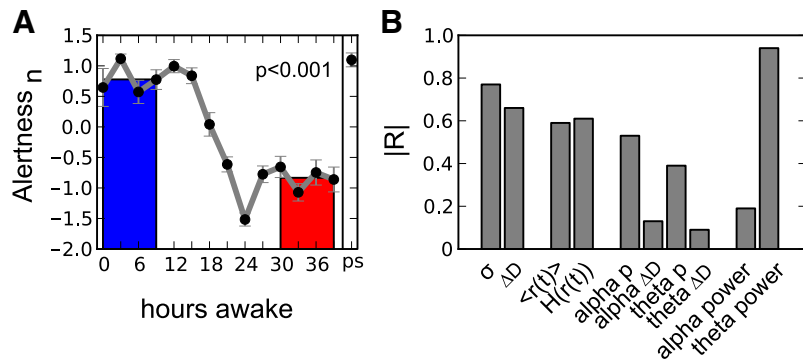 A
Alertness n
1.5
1.0
0.5
0.0
−0.5
−1.0
−1.5
−2.0
p<0.001
0 6 12 18 24 30 36 ps
hours awake
B
|R|
1.0
0.8
0.6
0.4
0.2
0
σ
ΔD
<r(t)>
H(r(t))
alpha p
alpha ΔD
theta p
theta ΔD
alpha power
theta power